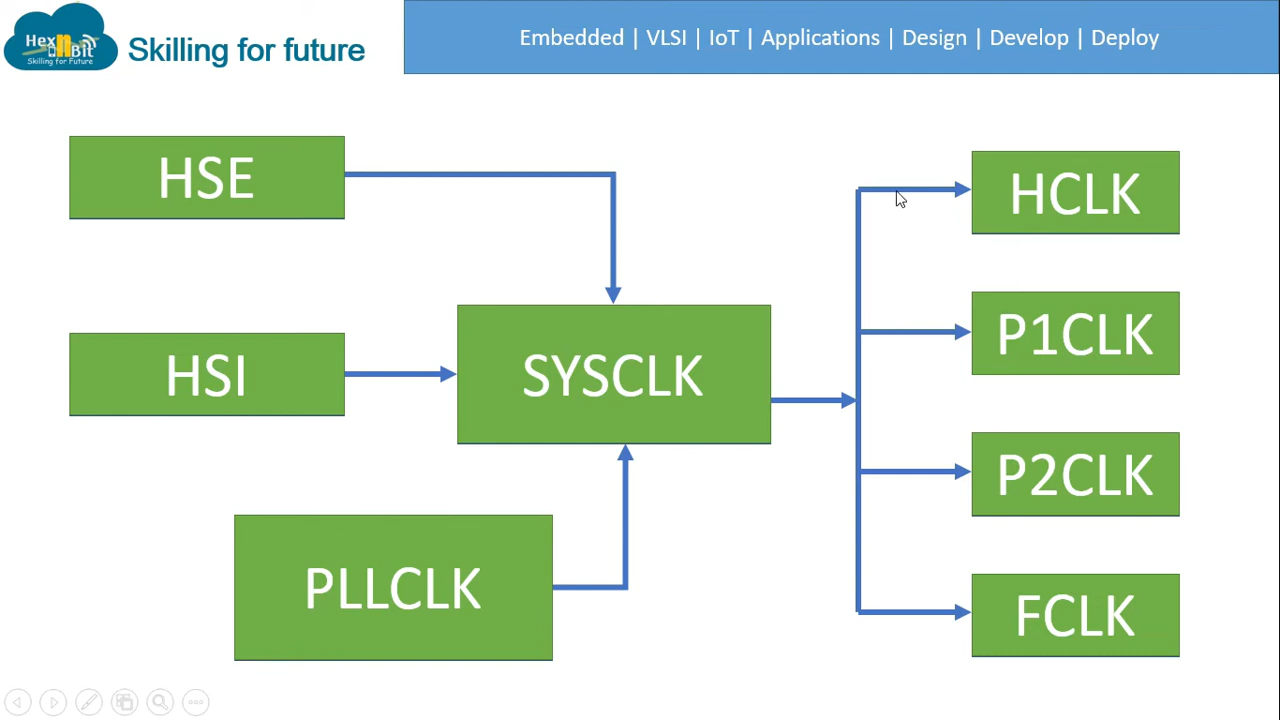 Hex n Bit
Skilling for Future
Skilling for future
Embedded | VLSI | IoT | Applications | Design | Develop | Deploy
HSE
HCLK
P1CLK
HSI
SYSCLK
P2CLK
PLLCLK
FCLK